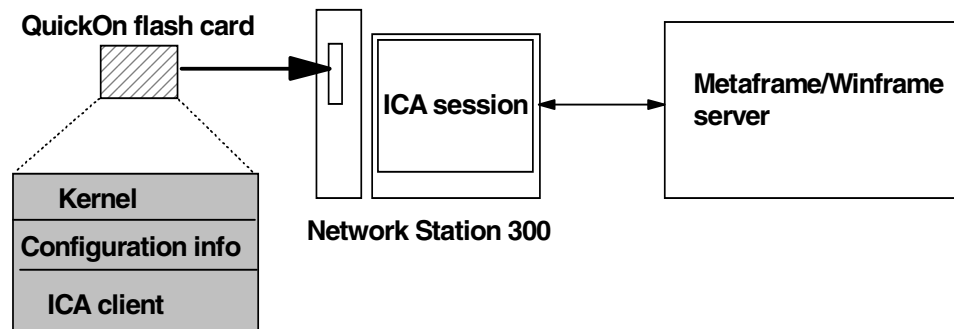 QuickOn flash card
ICA session
Metaframe/Winframe
server
Kernel
Configuration info
ICA client
Network Station 300